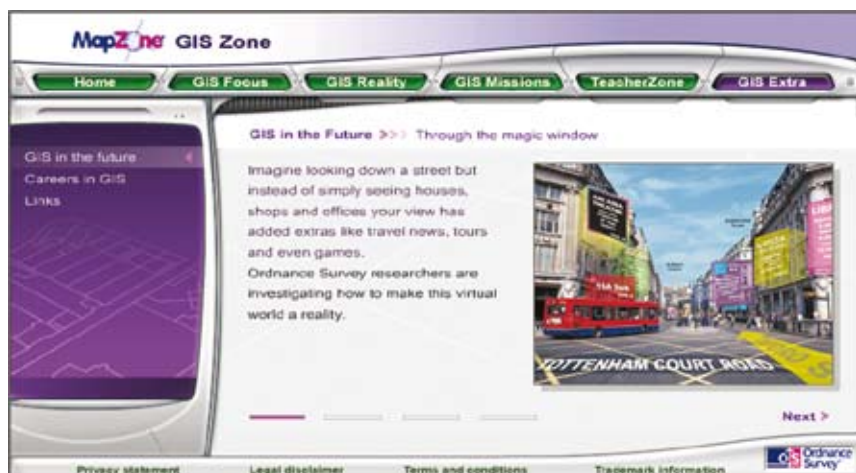 MapZone GIS Zone
Home GIS Focus GIS Reality GIS Missions TeacherZone GIS Extra
GIS in the future
Careers in GIS
Links
GIS in the Future >>> Through the magic window
Imagine looking down a street but
instead of simply seeing houses,
shops and offices your view has
added extras like travel news, tours
and even games.
Ordnance Survey researchers are
investigating how to make this virtual
world a reality.
TOTTENHAM COURT ROAD
Next >
Privacy statement Legal disclaimer Terms and conditions Trademark information
Ordnance
Survey